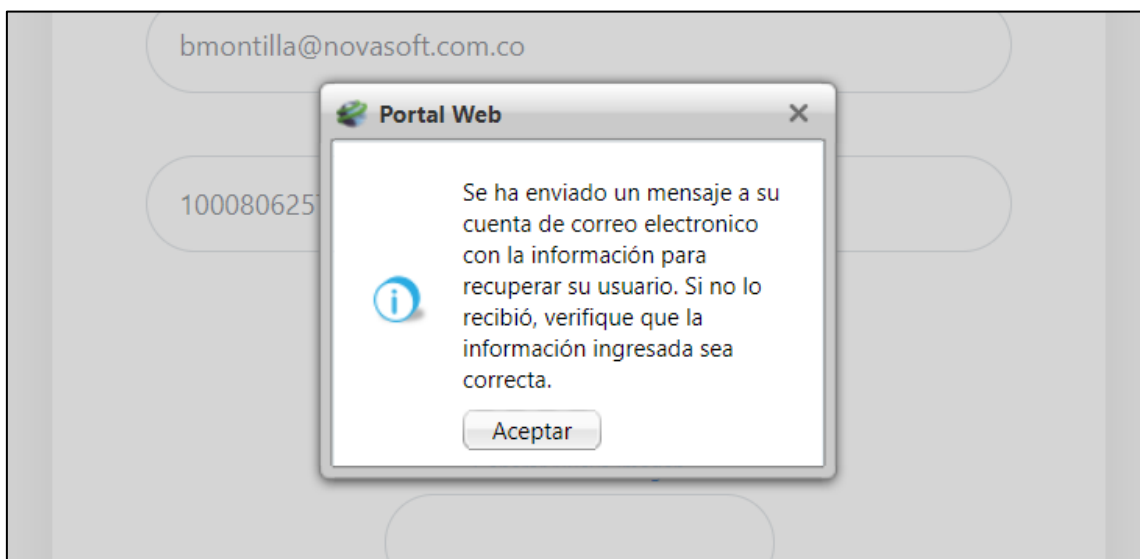 bmontilla@novasoft.com.co
Portal Web
Se ha enviado un mensaje a su
cuenta de correo electronico
con la información para
recuperar su usuario. Si no lo
recibió, verifique que la
información ingresada sea
correcta.
100080625
Aceptar